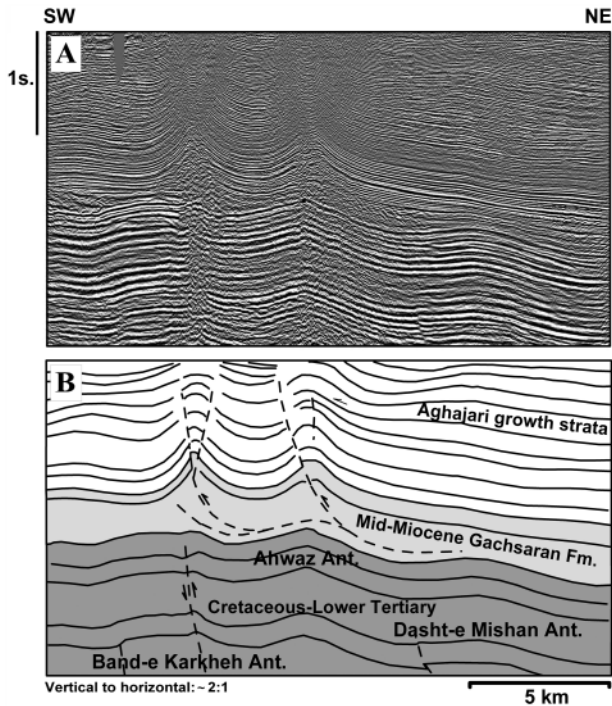 SW
NE
A
1s.
B
Aghajari growth strata
Mid-Miocene Gachsaran Fm.
Ahwaz Ant.
Cretaceous-Lower Tertiary
Dasht-e Mishan Ant.
Band-e Karkheh Ant.
Vertical to horizontal: ~ 2:1
5 km